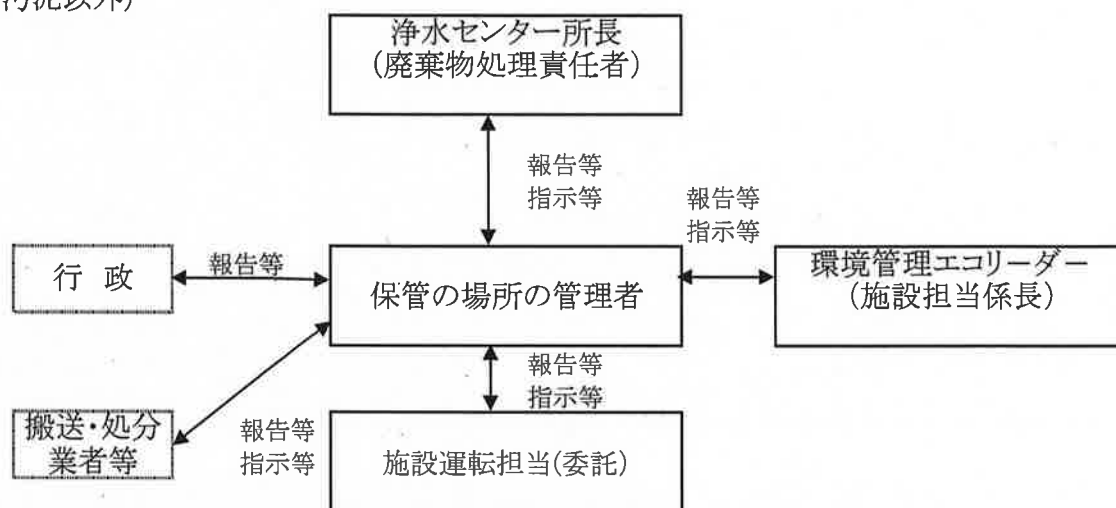 汚泥以外)
浄水センター所長
(廃棄物処理責任者)
報告等
指示等
報告等
指示等
行 政
報告等
保管の場所の管理者
環境管理エコリーダー
(施設担当係長)
報告等
指示等
搬送・処分
業者等
報告等
指示等
施設運転担当(委託)